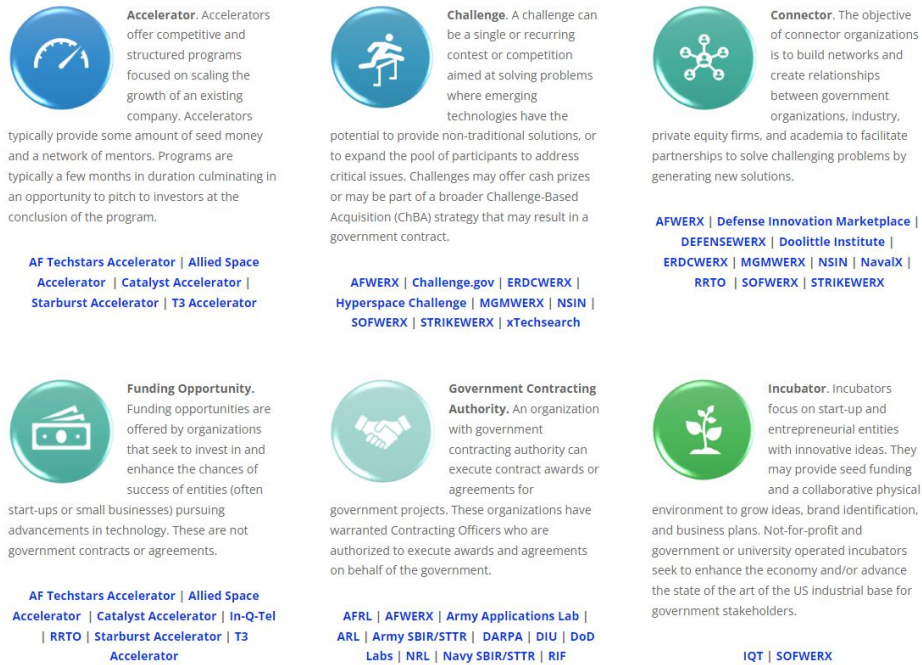 Accelerator. Accelerators
offer competitive and
structured programs
focused on scaling the
growth of an existing
company. Accelerators
typically provide some amount of seed money
and a network of mentors. Programs are
typically a few months in duration culminating in
an opportunity to pitch to investors at the
conclusion of the program.
AF Techstars Accelerator | Allied Space
Accelerator | Catalyst Accelerator |
Starburst Accelerator | T3 Accelerator
Challenge. A challenge can
be a single or recurring
contest or competition
aimed at solving problems
where emerging
technologies have the
potential to provide non-traditional solutions, or
to expand the pool of participants to address
critical issues. Challenges may offer cash prizes
or may be part of a broader Challenge-Based
Acquisition (ChBA) strategy that may result in a
government contract.
AFWERX | Challenge.gov | ERDCWERX |
Hyperspace Challenge | MGMWERX | NSIN |
SOFWERX | STRIKEWERX | xTechsearch
Connector. The objective
of connector organizations
is to build networks and
create relationships
between government
organizations, industry,
private equity firms, and academia to facilitate
partnerships to solve challenging problems by
generating new solutions.
AFWERX | Defense Innovation Marketplace |
DEFENSEWERX | Doolittle Institute |
ERDCWERX | MGMWERX | NSIN | NavalX |
RRTO | SOFWERX | STRIKEWERX
Funding Opportunity.
Funding opportunities are
offered by organizations
that seek to invest in and
enhance the chances of
success of entities (often
start-ups or small businesses) pursuing
advancements in technology. These are not
government contracts or agreements.
AF Techstars Accelerator | Allied Space
Accelerator | Catalyst Accelerator | In-Q-Tel
| RRTO | Starburst Accelerator | T3
Accelerator
Government Contracting
Authority. An organization
with government
contracting authority can
execute contract awards or
agreements for
government projects. These organizations have
warranted Contracting Officers who are
authorized to execute awards and agreements
on behalf of the government.
AFRL | AFWERX | Army Applications Lab |
ARL | Army SBIR/STTR | DARPA | DIU | DoD
Labs | NRL | Navy SBIR/STTR | RIF
Incubator. Incubators
focus on start-up and
entrepreneurial entities
with innovative ideas. They
may provide seed funding
and a collaborative physical
environment to grow ideas, brand identification,
and business plans. Not-for-profit and
government or university operated incubators
seek to enhance the economy and/or advance
the state of the art of the US industrial base for
government stakeholders.
IQT | SOFWERX